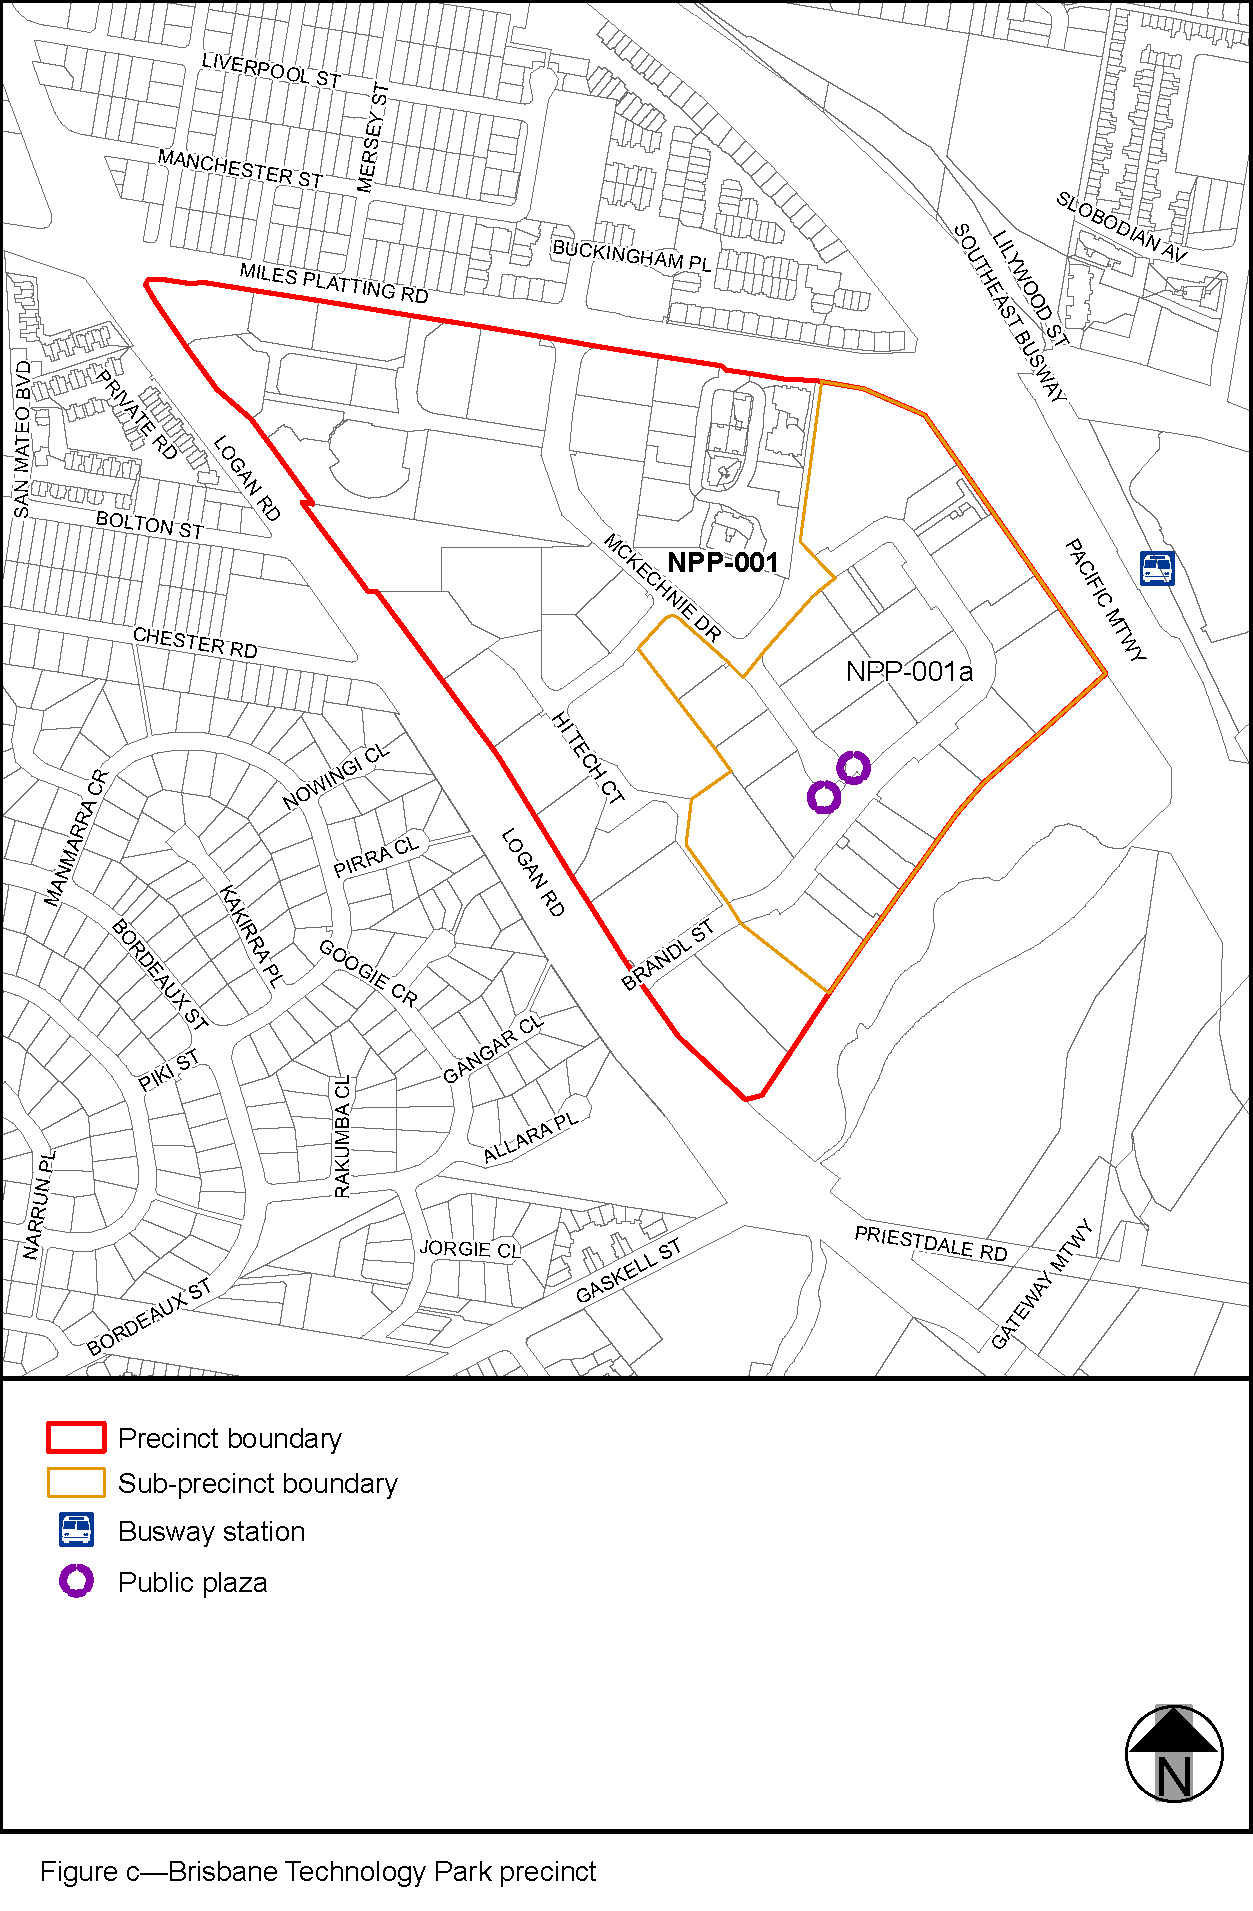 LIVERPOOL ST
MERSEY ST
MANCHESTER ST
SLOBODIAN AV
BUCKINGHAM PL
LILYWOOD ST
SOUTHEAST BUSWAY
MILES PLATTING RD
SAN MATEO BVD
PRIVATE RD
LOGAN RD
BOLTON ST
MCKECHNIE DR
NPP-001
PACIFIC MTWY
CHESTER RD
NPP-001a
HI TECH CT
NOWINGI CL
MANMARRA CR
PIRRA CL
LOGAN RD
KAKIRRA PL
BORDEAUX ST
GOOGIE CR
BRANDL ST
GANGAR CL
PIKI ST
RAKUMBA CL
ALLARA PL
NARRUN PL
JORGIE CL
GASKELL ST
PRIESTDALE RD
GATEWAY MTWY
BORDEAUX ST
Precinct boundary
Sub-precinct boundary
Busway station
Public plaza
N
Figure c—Brisbane Technology Park precinct